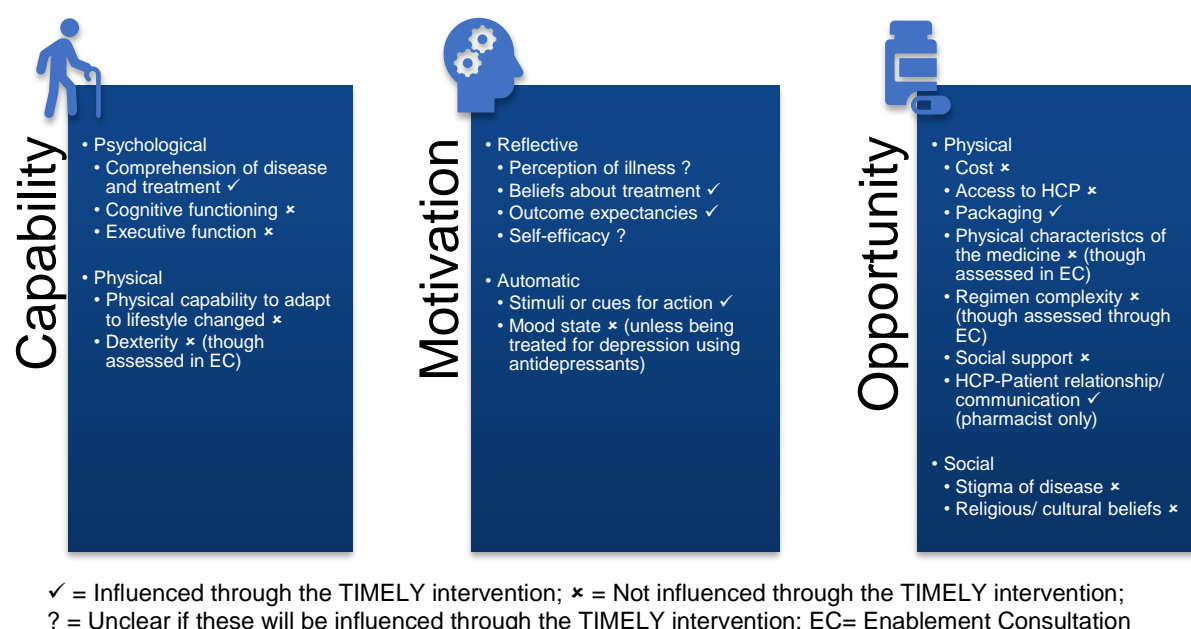 Capability
• Psychological
• Comprehension of disease
and treatment ✓
• Cognitive functioning ×
• Executive function ×
• Physical
• Physical capability to adapt
to lifestyle changed ×
• Dexterity × (though
assessed in EC)
Motivation
• Reflective
• Perception of illness ?
• Beliefs about treatment ✓
• Outcome expectancies ✓
• Self-efficacy ?
• Automatic
• Stimuli or cues for action ✓
• Mood state × (unless being
treated for depression using
antidepressants)
Opportunity
• Physical
• Cost ×
• Access to HCP ×
• Packaging ✓
• Physical characteristcs of
the medicine × (though
assessed in EC)
• Regimen complexity ×
(though assessed through
EC)
• Social support ×
• HCP-Patient relationship/
communication ✓
(pharmacist only)
• Social
• Stigma of disease ×
• Religious/ cultural beliefs ×
✓ = Influenced through the TIMELY intervention; × = Not influenced through the TIMELY intervention;
? = Unclear if these will be influenced through the TIMELY intervention; EC= Enablement Consultation